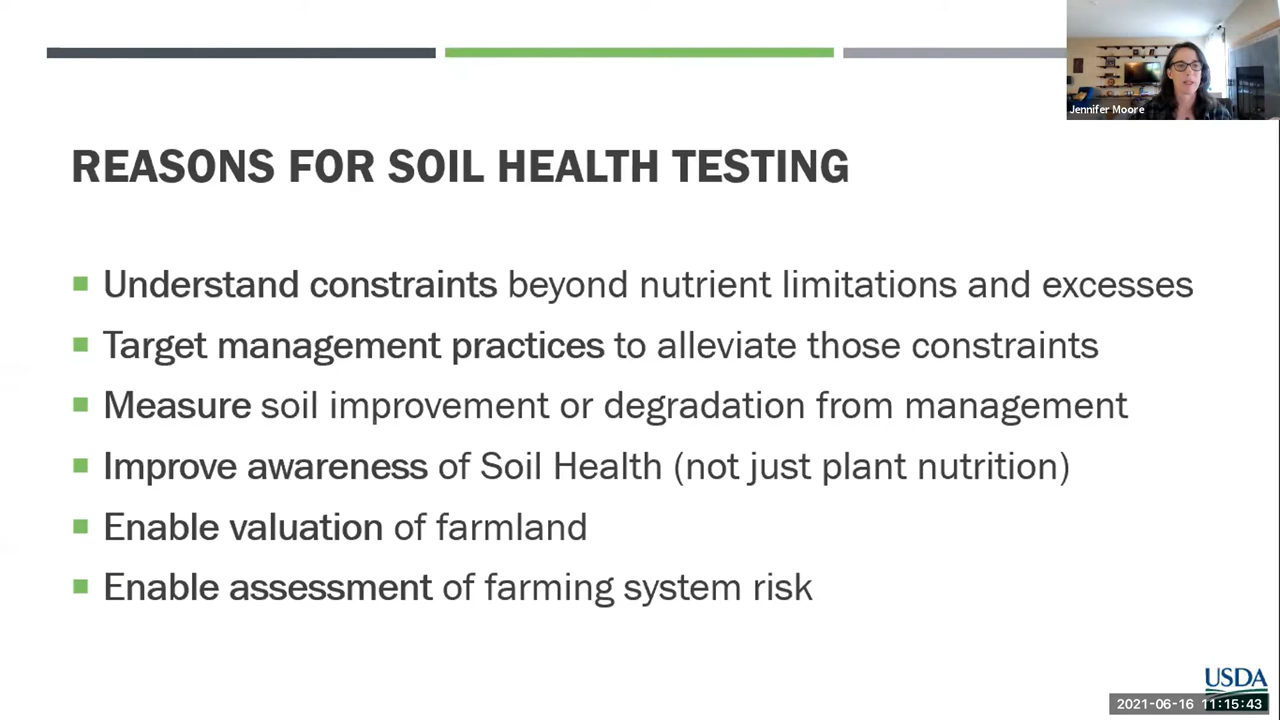 Jennifer Moore
REASONS FOR SOIL HEALTH TESTING
Understand constraints beyond nutrient limitations and excesses
Target management practices to alleviate those constraints
Measure soil improvement or degradation from management
Improve awareness of Soil Health (not just plant nutrition)
Enable valuation of farmland
Enable assessment of farming system risk
USDA
2021-06-16 11:15:43